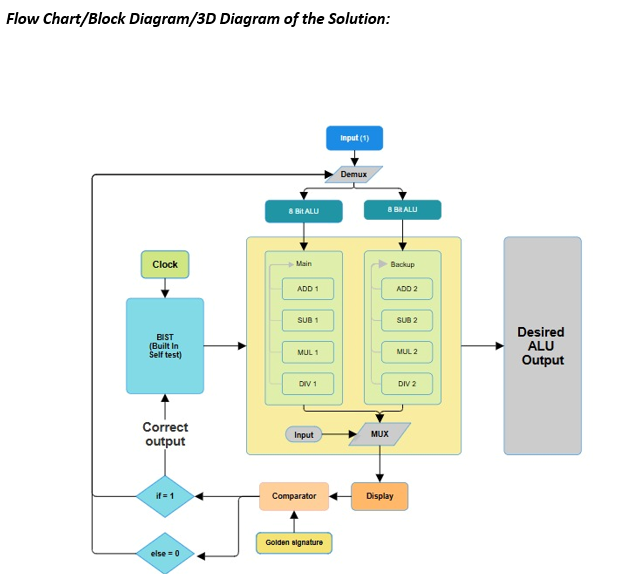 Flow Chart/Block Diagram/3D Diagram of the Solution:
Input (1)
Demux
8 Bit ALU
8 Bit ALU
Clock
Main
Backup
ADD 1
ADD 2
SUB 1
SUB 2
BIST
(Built In
Self test)
MUL 1
MUL 2
DIV 1
DIV 2
Desired
ALU
Output
Correct
output
Input
MUX
if = 1
Comparator
Display
Golden signature
else = 0